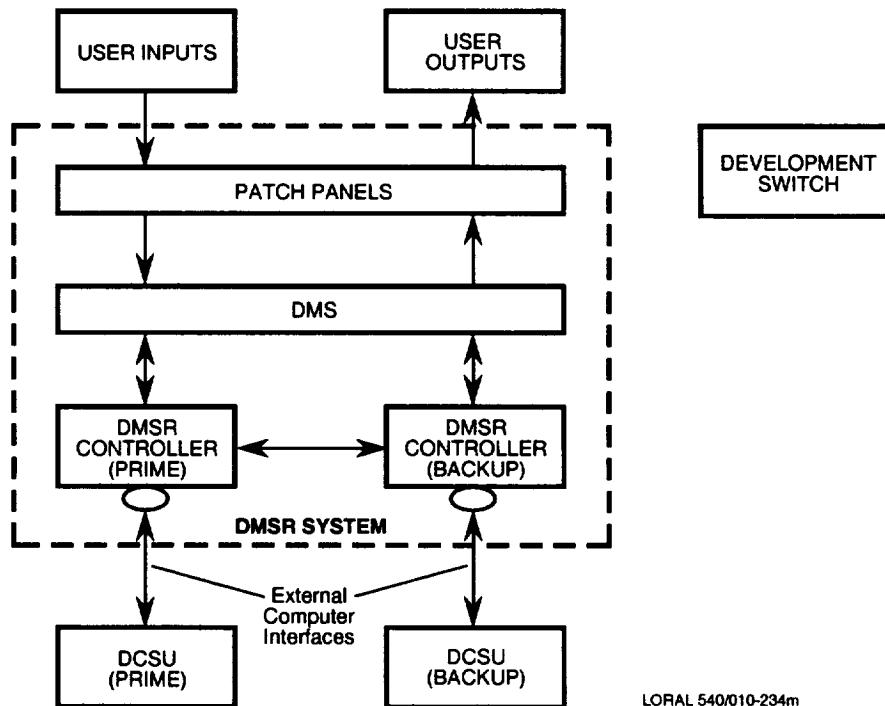 USER INPUTS
USER
OUTPUTS
DEVELOPMENT
SWITCH
PATCH PANELS
DMS
DMSR
CONTROLLER
(PRIME)
DMSR
CONTROLLER
(BACKUP)
DMSR SYSTEM
External
Computer
Interfaces
DCSU
(PRIME)
DCSU
(BACKUP)
LORAL 540/010-234m